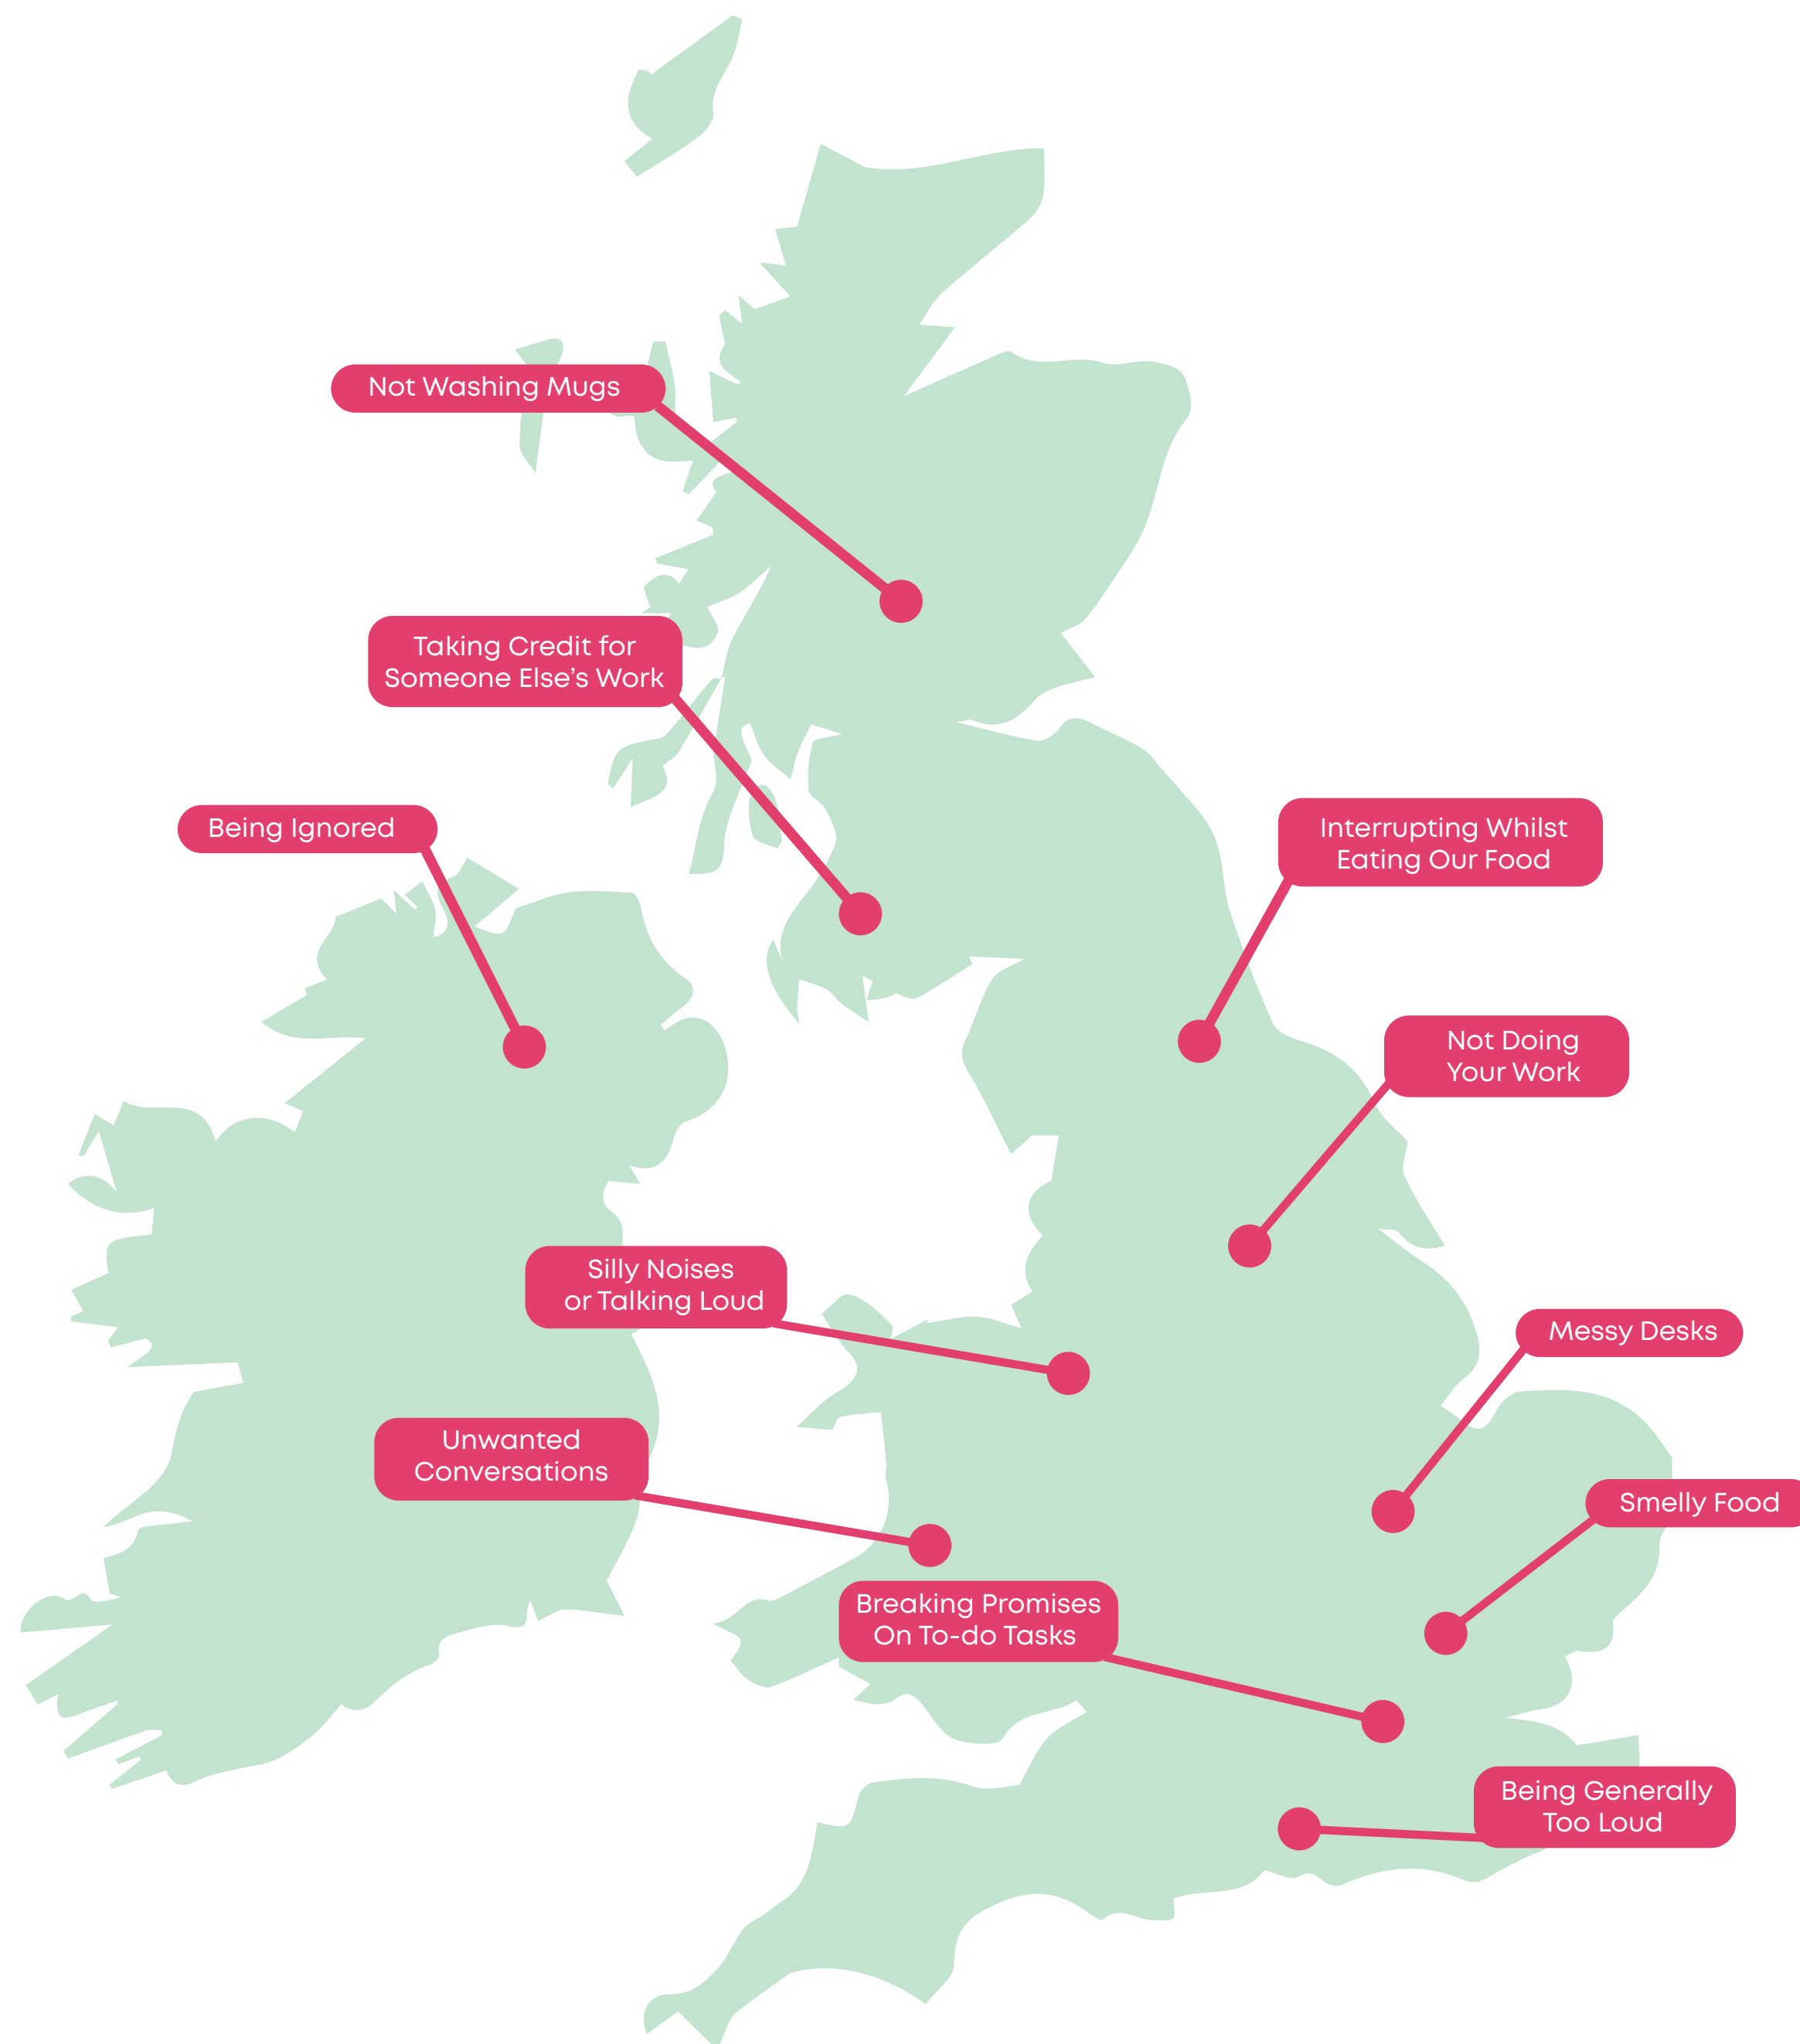 Not Washing Mugs
Taking Credit for
Someone Else’s Work
Being Ignored
Interrupting Whilst
Eating Our Food
Not Doing
Your Work
Silly Noises
or Talking Loud
Messy Desks
Unwanted
Conversations
Smelly Food
Breaking Promises
On To-do Tasks
Being Generally
Too Loud